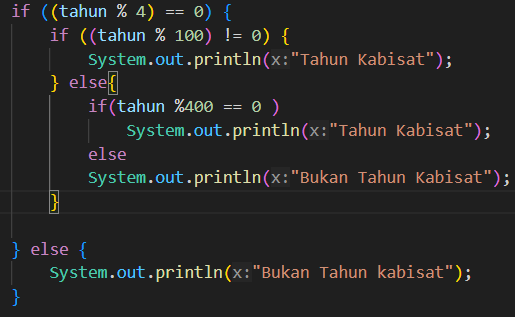 if ((tahun % 4) == 0) {
if ((tahun % 100) != 0) {
System.out.println(x:"Tahun Kabisat");
} else{
if(tahun %400 == 0 )
System.out.println(x:"Tahun Kabisat");
else
System.out.println(x:"Bukan Tahun Kabisat");
}
} else {
System.out.println(x:"Bukan Tahun kabisat");
}